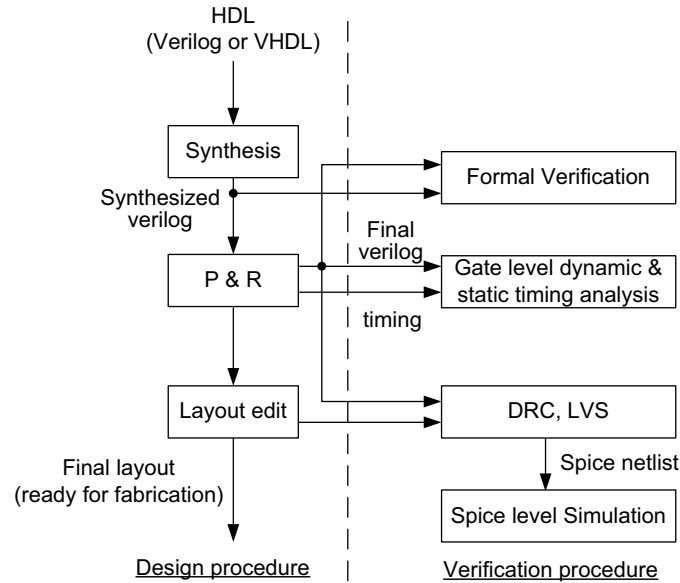 HDL
(Verilog or VHDL)
Synthesis
Formal Verification
Synthesized
verilog
Final
verilog
P & R
Gate level dynamic &
static timing analysis
timing
Layout edit
DRC, LVS
Final layout
(ready for fabrication)
Spice netlist
Spice level Simulation
Design procedure
Verification procedure